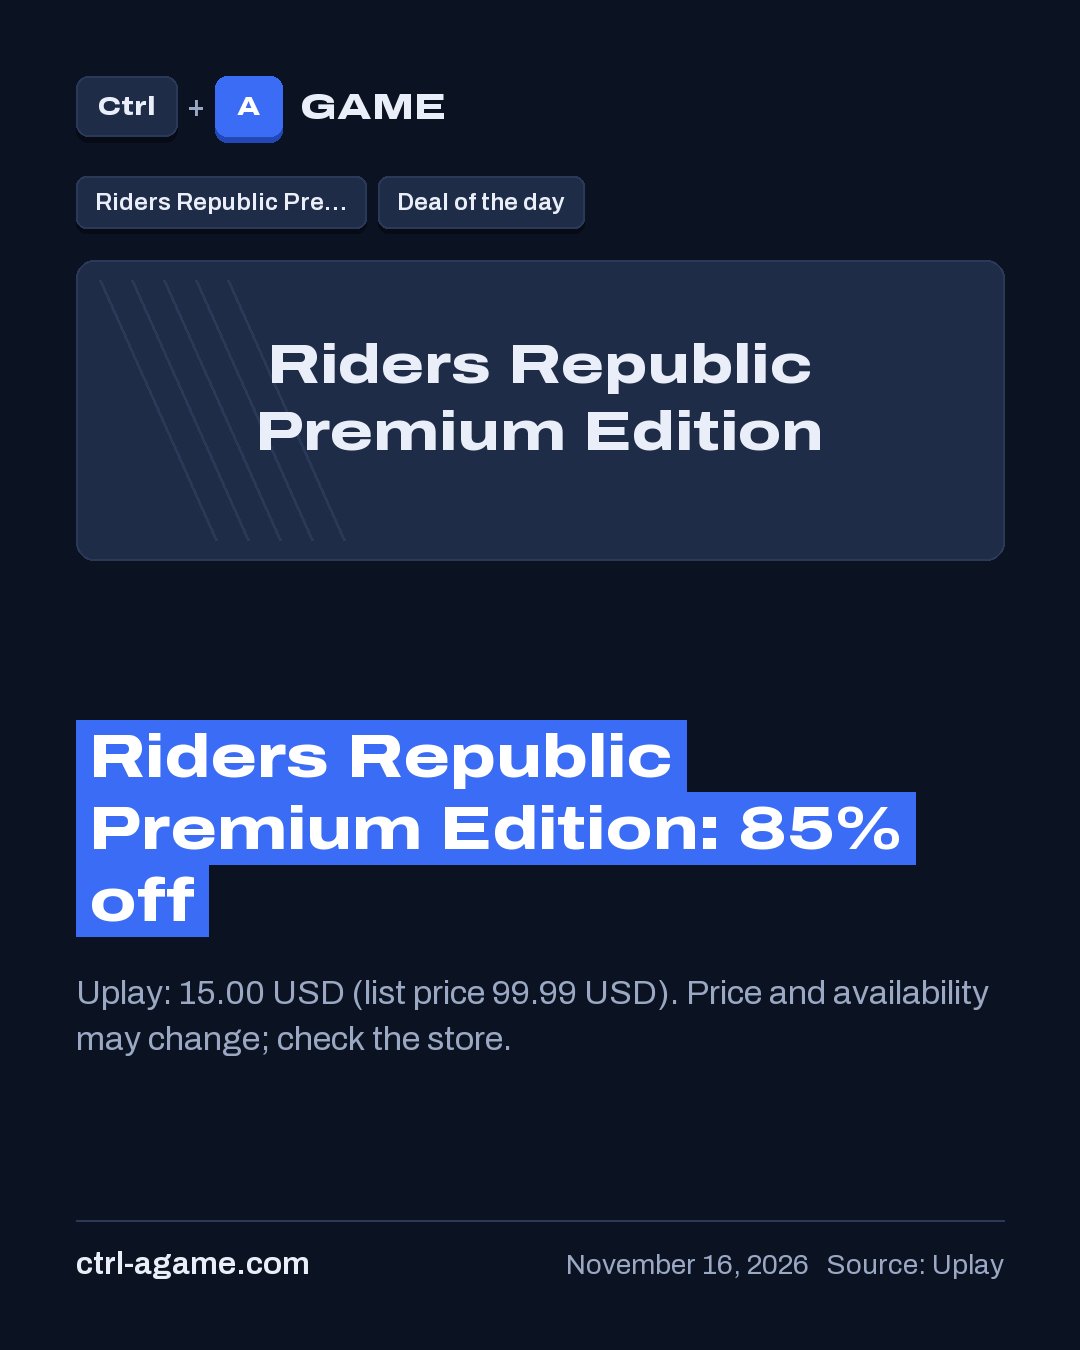 Ctrl + A GAME
Riders Republic Pre... Deal of the day
Riders Republic
Premium Edition
Riders Republic
Premium Edition: 85%
off
Uplay: 15.00 USD (list price 99.99 USD). Price and availability
may change; check the store.
ctrl-agame.com November 16, 2026 Source: Uplay